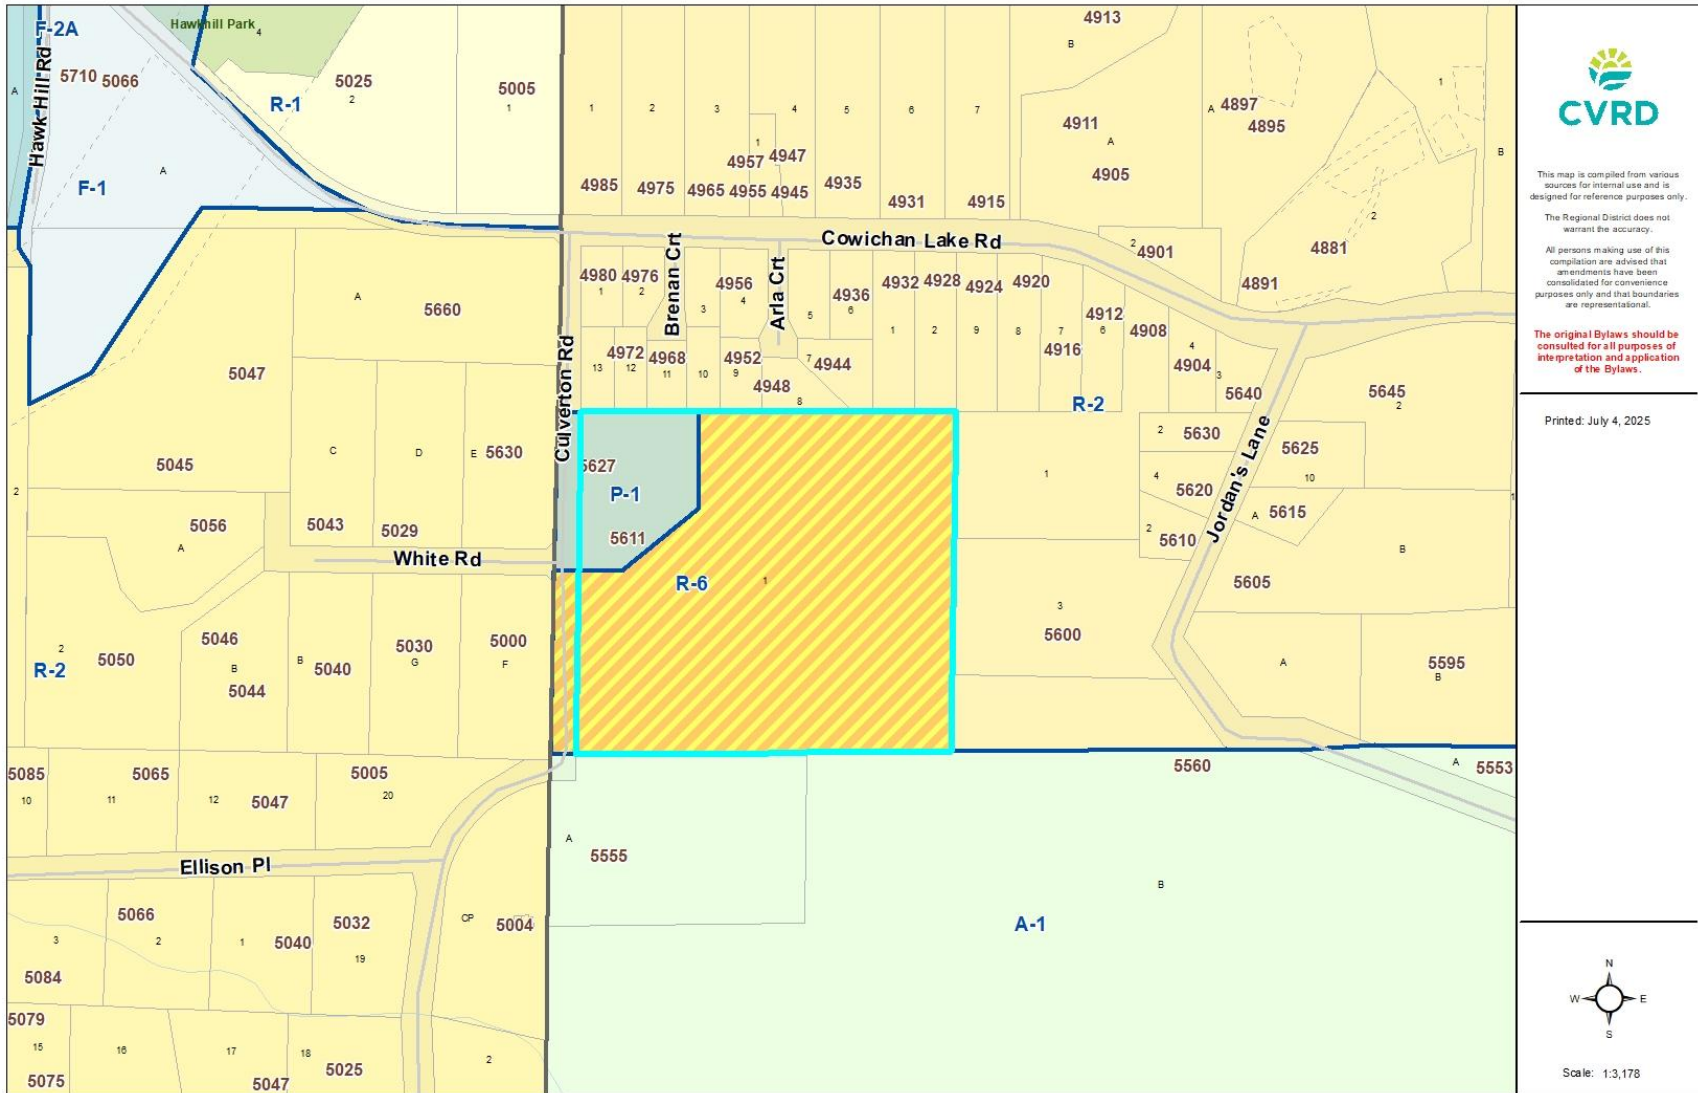 F-2A
Hawkhill Park
4
4913
B
A
Hawk Hill Rd
5710 5066
R-1
5025
2
5005
1
1
2
3
4
5
6
7
1
4911
A
4905
A
4897
4895
1
B
F-1
A
4985
4975
4965
4957
4955
4947
4945
4935
4931
4915
2
4881
4891
Cowichan Lake Rd
2
4901
A
5660
4980
1
4976
2
Brenan Crt
3
4956
4
Arla Crt
5
4936
6
4932
1
4928
2
4924
9
4920
8
7
4916
4912
6
4908
4
4904
3
5640
5645
2
5047
Culverton Rd
13
4972
12
4968
11
10
4952
9
4948
7
4944
8
R-2
5045
C
D
E
5630
5627
P-1
5611
1
2
5630
4
5620
2
5610
Jordan's Lane
5625
10
A
5615
B
1
2
5056
A
5043
5029
White Rd
R-6
1
5605
3
5600
R-2
2
5050
5046
B
5044
B
5040
5030
G
5000
F
A
5595
B
5085
10
5065
11
12
5047
5005
20
5560
A
5553
A
5555
B
A-1
Ellison Pl
5066
3
2
5084
1
5040
5032
19
CP
5004
5079
15
5075
16
17
5047
18
5025
2
CVRD
This map is compiled from various
sources for internal use and is
designed for reference purposes only.
The Regional District does not
warrant the accuracy.
All persons making use of this
compilation are advised that
amendments have been
consolidated for convenience
purposes only and that boundaries
are representational.
The original Bylaws should be
consulted for all purposes of
interpretation and application
of the Bylaws.
Printed: July 4, 2025
N
W
E
S
Scale: 1:3,178